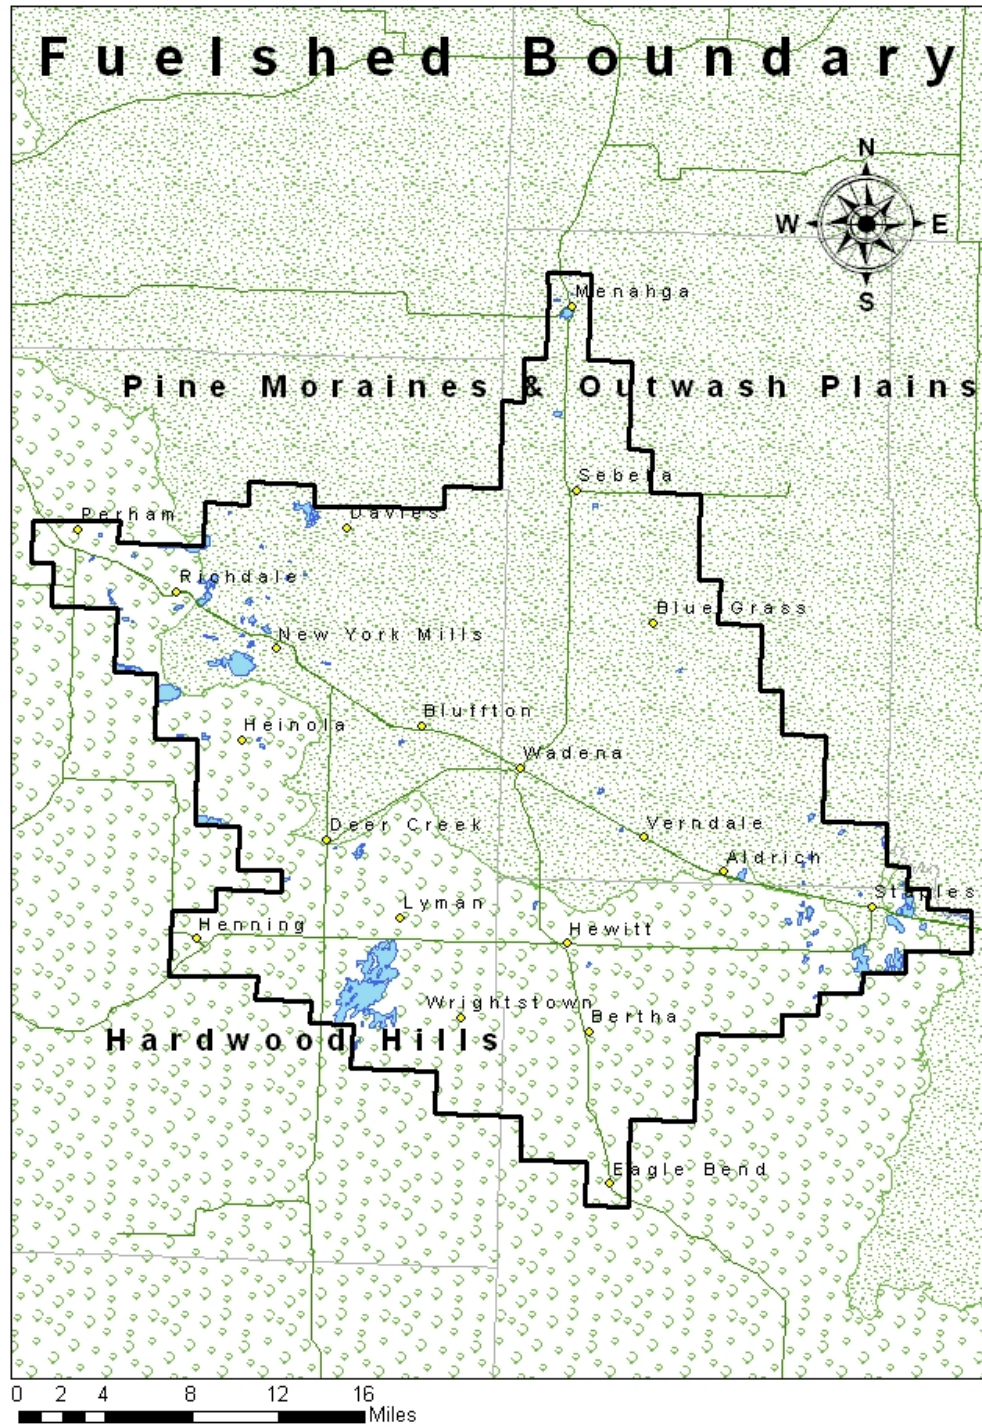 Fuelshed Boundary
N
W E
S
Menahga
Pine Moraines & Outwash Plains
Sebeka
Perham
Davies
Richdale
Blue Grass
New York Mills
Bluffton
Heinola
Wadena
Deer Creek
Verndale
Aldrich
Staples
Lyman
Henning
Hewitt
Wrightstown
Bertha
Hardwood Hills
Eagle Bend
0 2 4 8 12 16
Miles